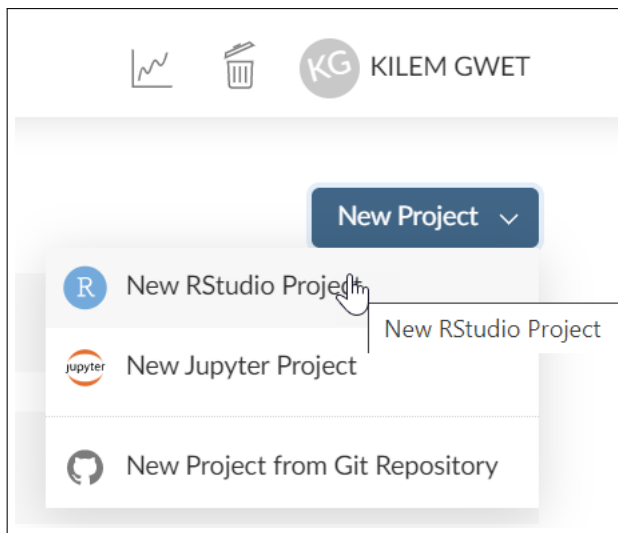 KG KILEM GWET
New Project
R New RStudio Project
New RStudio Project
jupyter New Jupyter Project
New Project from Git Repository